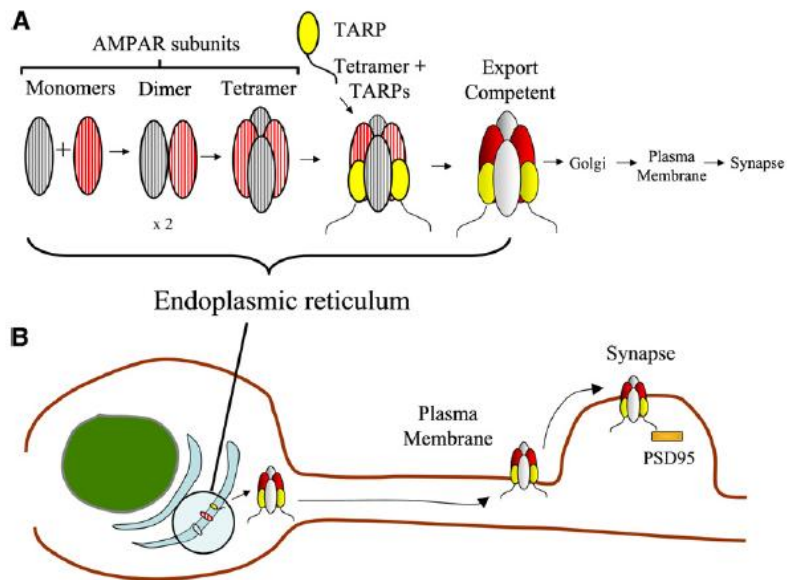 A
AMPAR subunits
TARP
Monomers
Dimer
Tetramer
Tetramer +
TARPs
Export
Competent
+
Golgi
Plasma
Membrane
Synapse
x 2
Endoplasmic reticulum
B
Synapse
Plasma
Membrane
PSD95